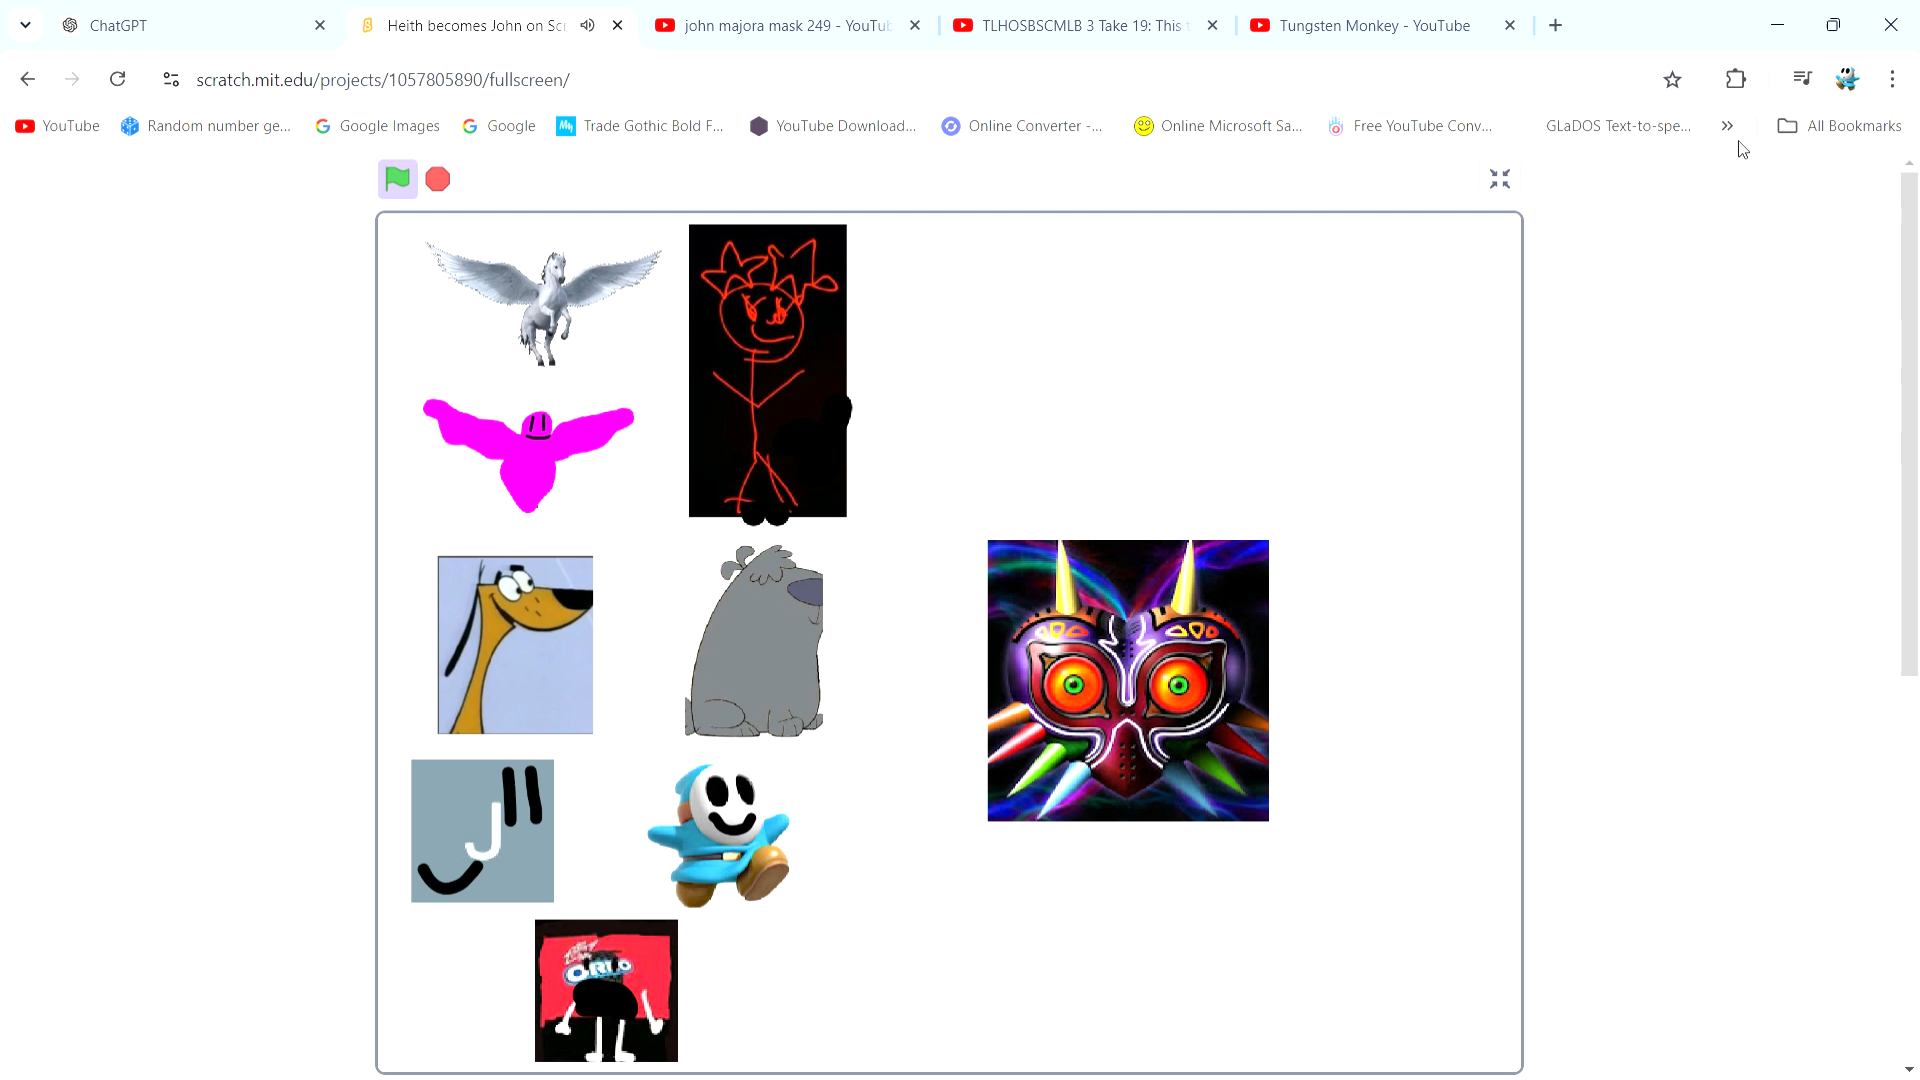 ChatGPT
Heith becomes John on Scr
john majora mask 249 - YouTub
TLHOSBSCMLB 3 Take 19: This t
Tungsten Monkey - YouTube
scratch.mit.edu/projects/1057805890/fullscreen/
YouTube
Random number ge...
Google Images
Google
My
Trade Gothic Bold F...
YouTube Download...
Online Converter -...
Online Microsoft Sa...
Free YouTube Conv...
GLaDOS Text-to-spe...
All Bookmarks
J